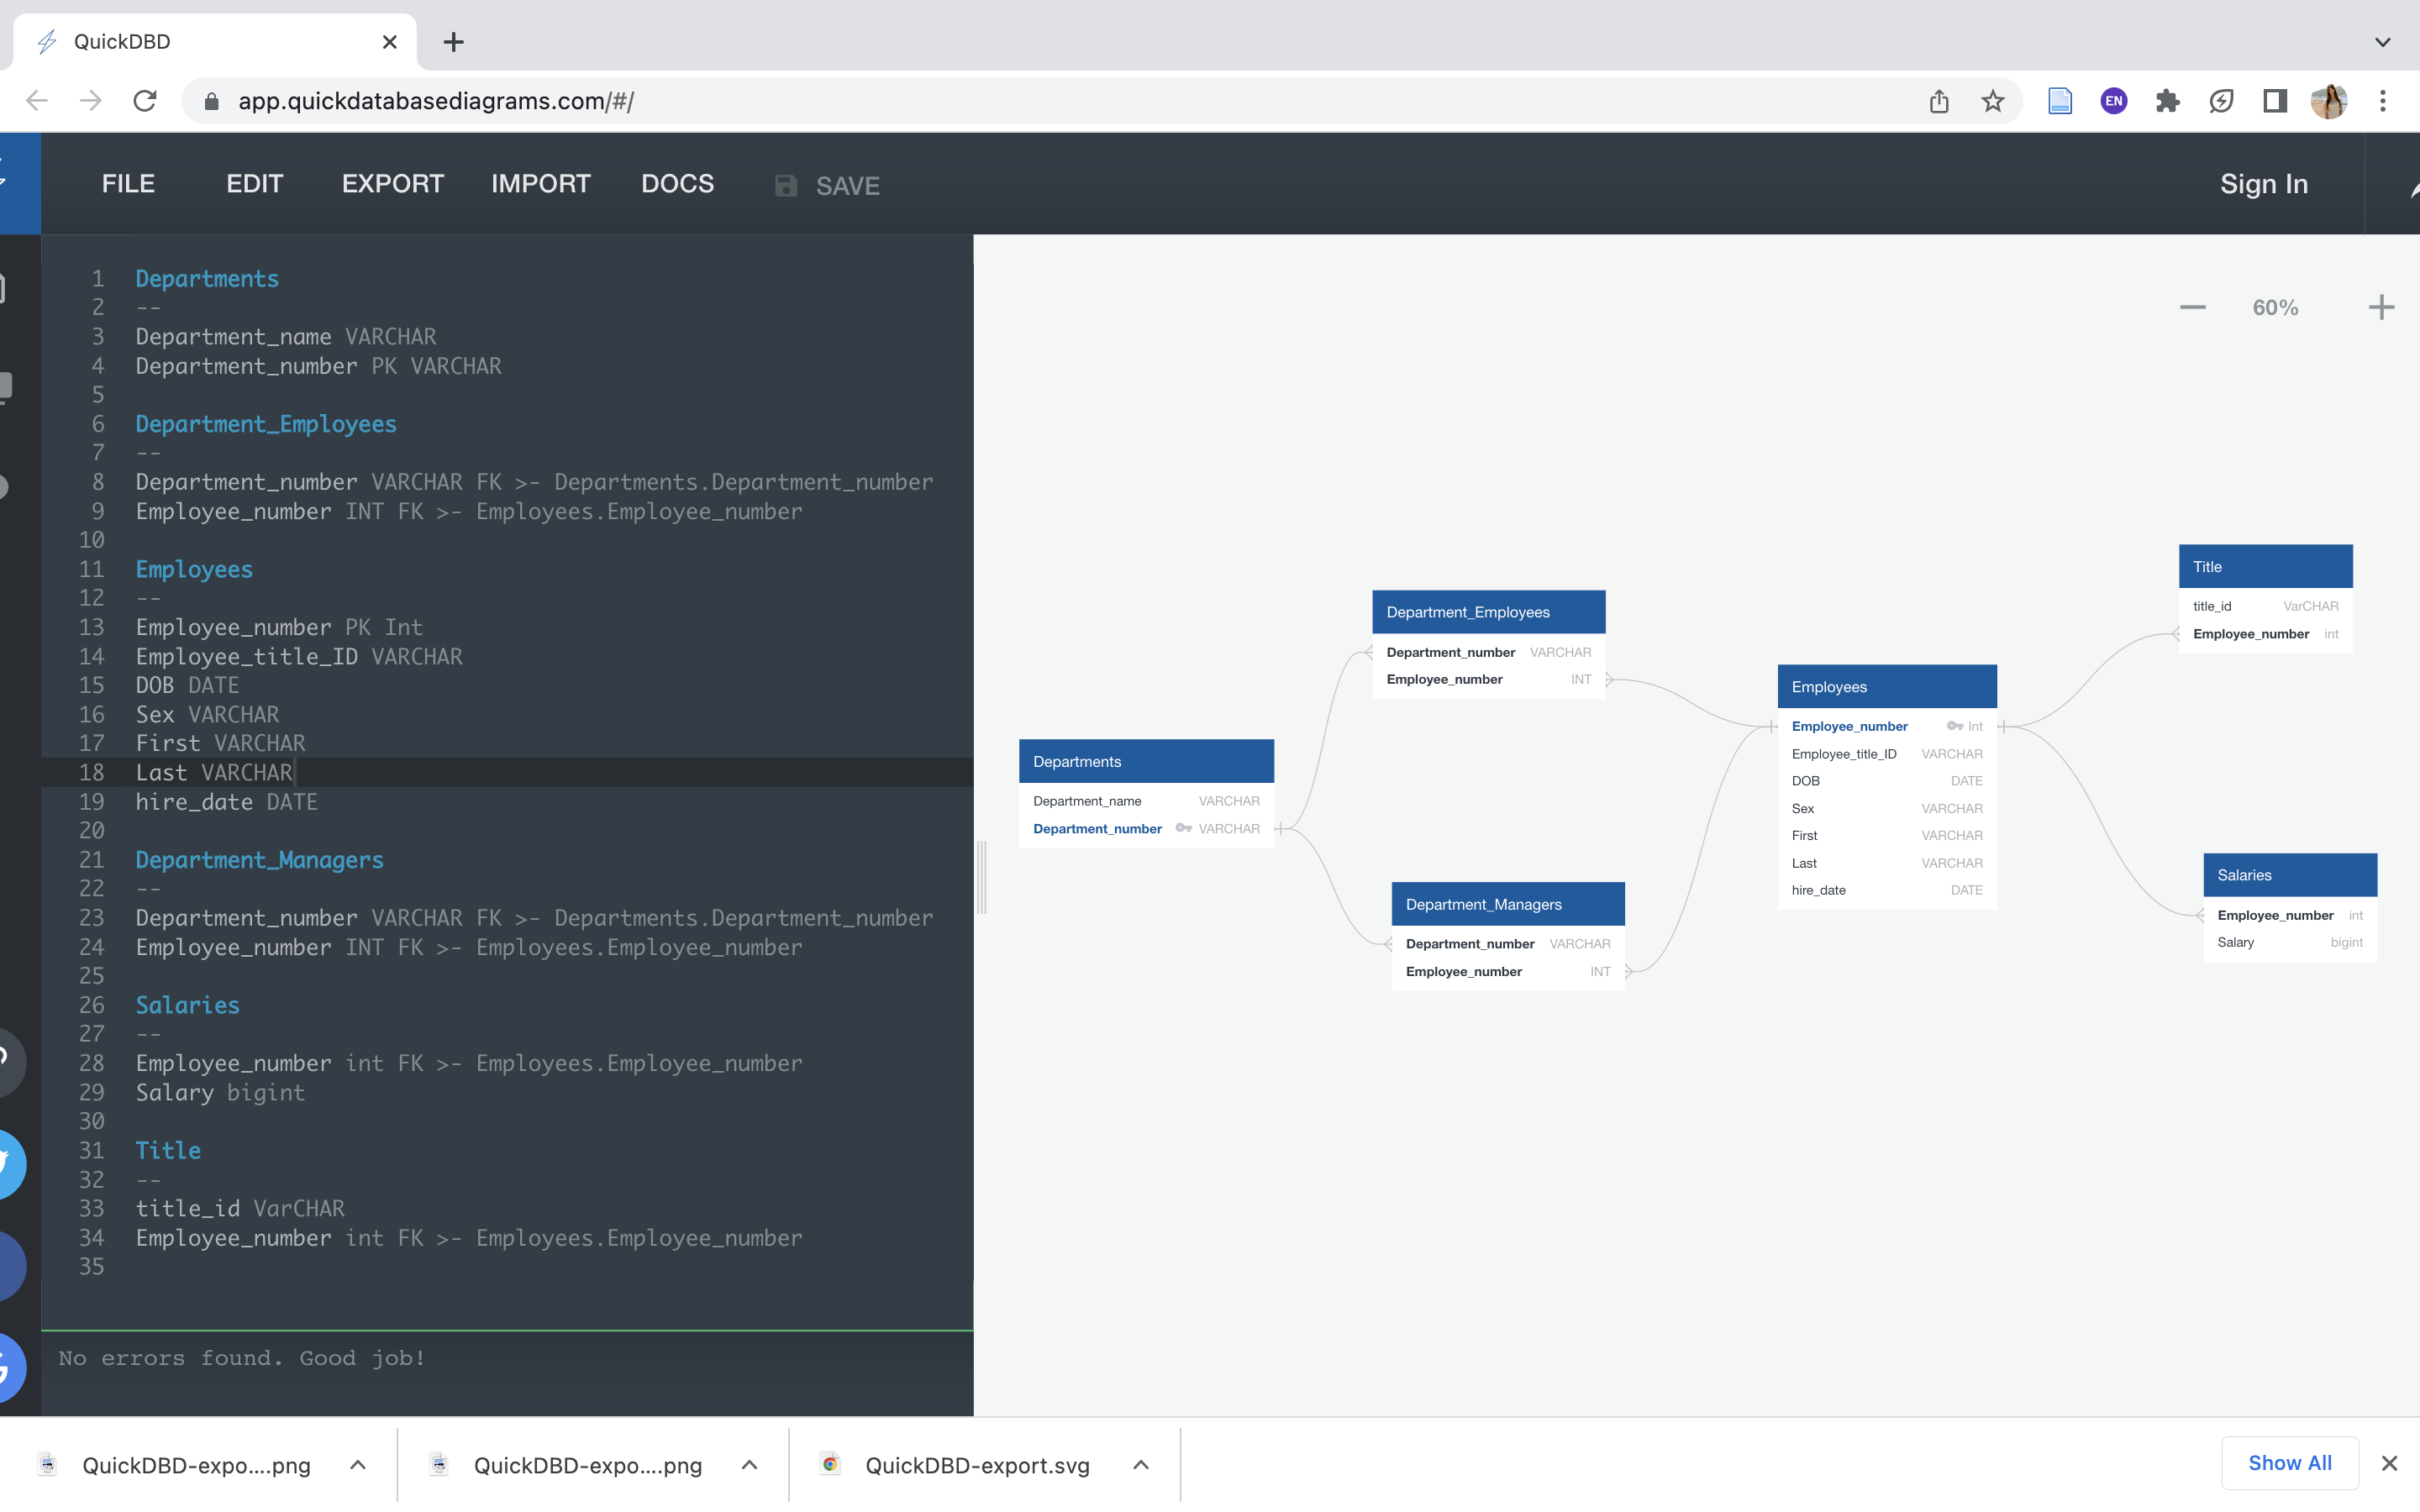 QuickDBD
app.quickdatabasediagrams.com/#/
EN
FILE EDIT EXPORT IMPORT DOCS SAVE Sign In
1 Departments
2 --
3 Department_name VARCHAR
4 Department_number PK VARCHAR
5
6 Department_Employees
7 --
8 Department_number VARCHAR FK >- Departments.Department_number
9 Employee_number INT FK >- Employees.Employee_number
10
11 Employees
12 --
13 Employee_number PK Int
14 Employee_title_ID VARCHAR
15 DOB DATE
16 Sex VARCHAR
17 First VARCHAR
18 Last VARCHAR
19 hire_date DATE
20
21 Department_Managers
22 --
23 Department_number VARCHAR FK >- Departments.Department_number
24 Employee_number INT FK >- Employees.Employee_number
25
26 Salaries
27 --
28 Employee_number int FK >- Employees.Employee_number
29 Salary bigint
30
31 Title
32 --
33 title_id VarCHAR
34 Employee_number int FK >- Employees.Employee_number
35
No errors found. Good job!
60%
Departments
Department_name VARCHAR
Department_number VARCHAR
Department_Employees
Department_number VARCHAR
Employee_number INT
Department_Managers
Department_number VARCHAR
Employee_number INT
Employees
Employee_number Int
Employee_title_ID VARCHAR
DOB DATE
Sex VARCHAR
First VARCHAR
Last VARCHAR
hire_date DATE
Title
title_id VarCHAR
Employee_number int
Salaries
Employee_number int
Salary bigint
QuickDBD-expo....png
QuickDBD-expo....png
QuickDBD-export.svg
Show All